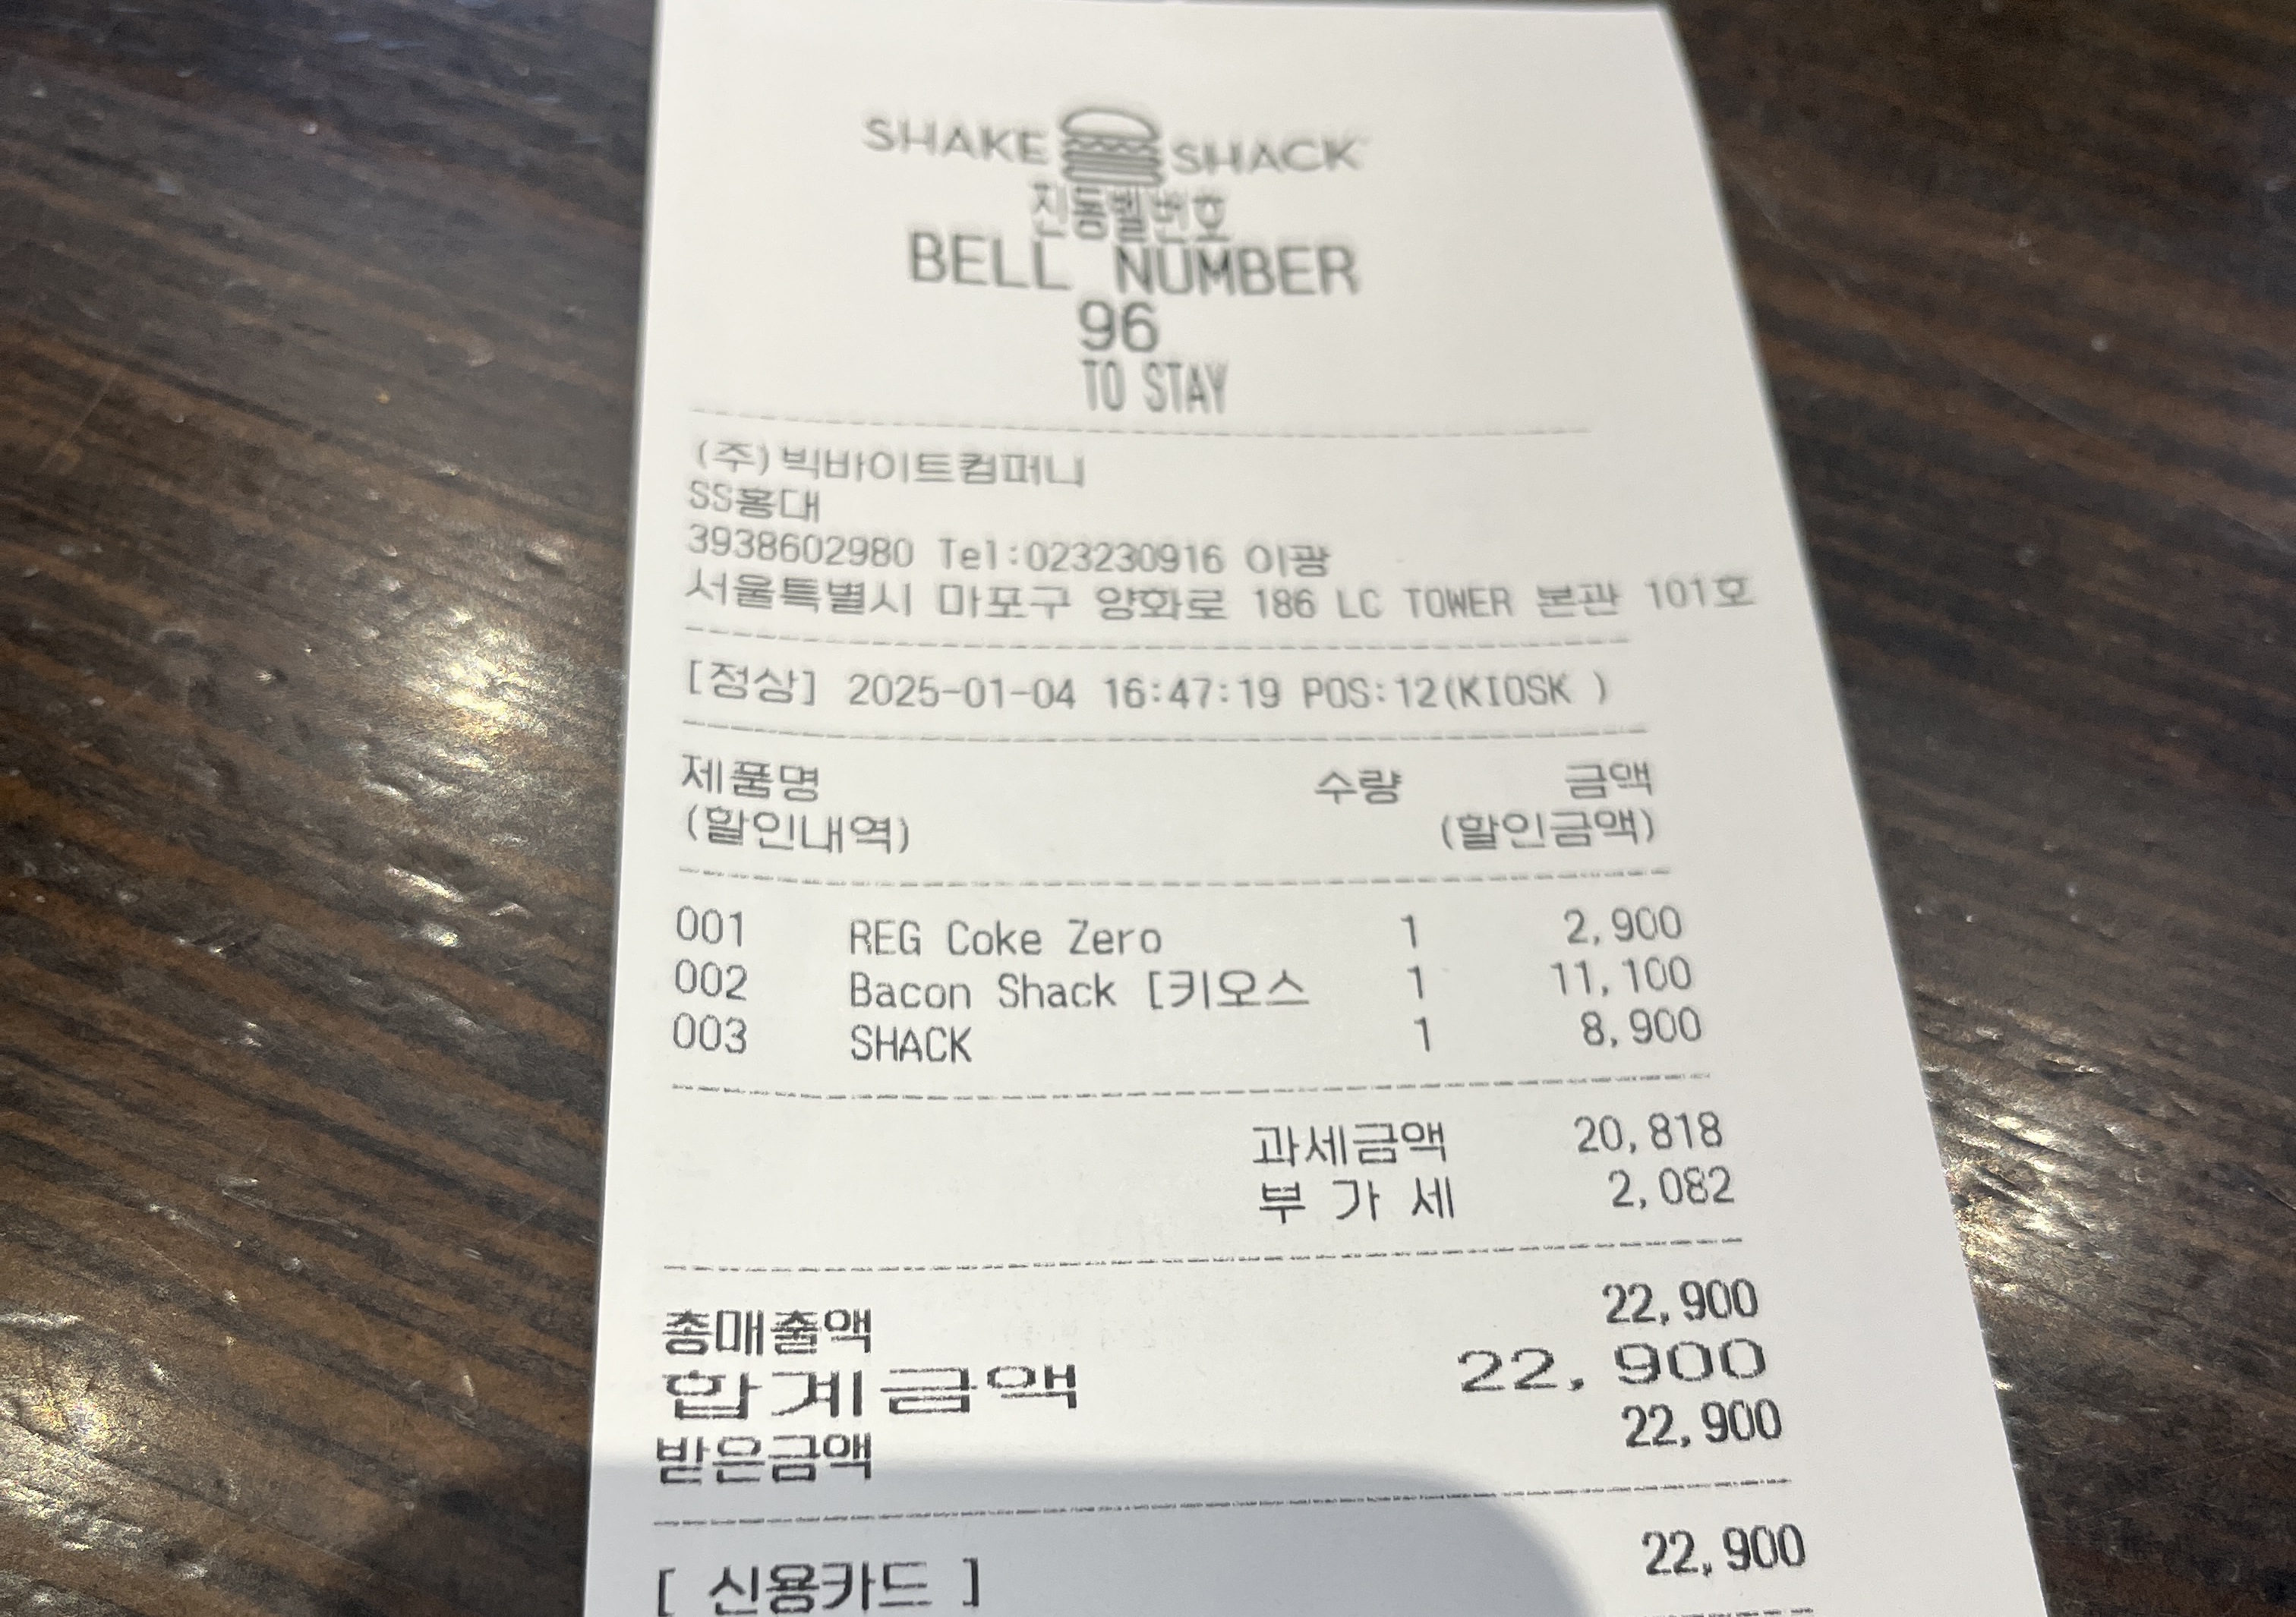 SHAKE SHACK
진동벨번호
BELL NUMBER
96
TO STAY
(주)빅바이트컴퍼니
SS홍대
3938602980 Tel:023230916 이광
서울특별시 마포구 양화로 186 LC TOWER 본관 101호
[정상] 2025-01-04 16:47:19 POS:12(KIOSK )
제품명 수량 금액
(할인내역) (할인금액)
001 REG Coke Zero 1 2,900
002 Bacon Shack [키오스 1 11,100
003 SHACK 1 8,900
과세금액 20,818
부 가 세 2,082
총매출액 22,900
합계금액 22,900
받은금액 22,900
[ 신용카드 ] 22,900